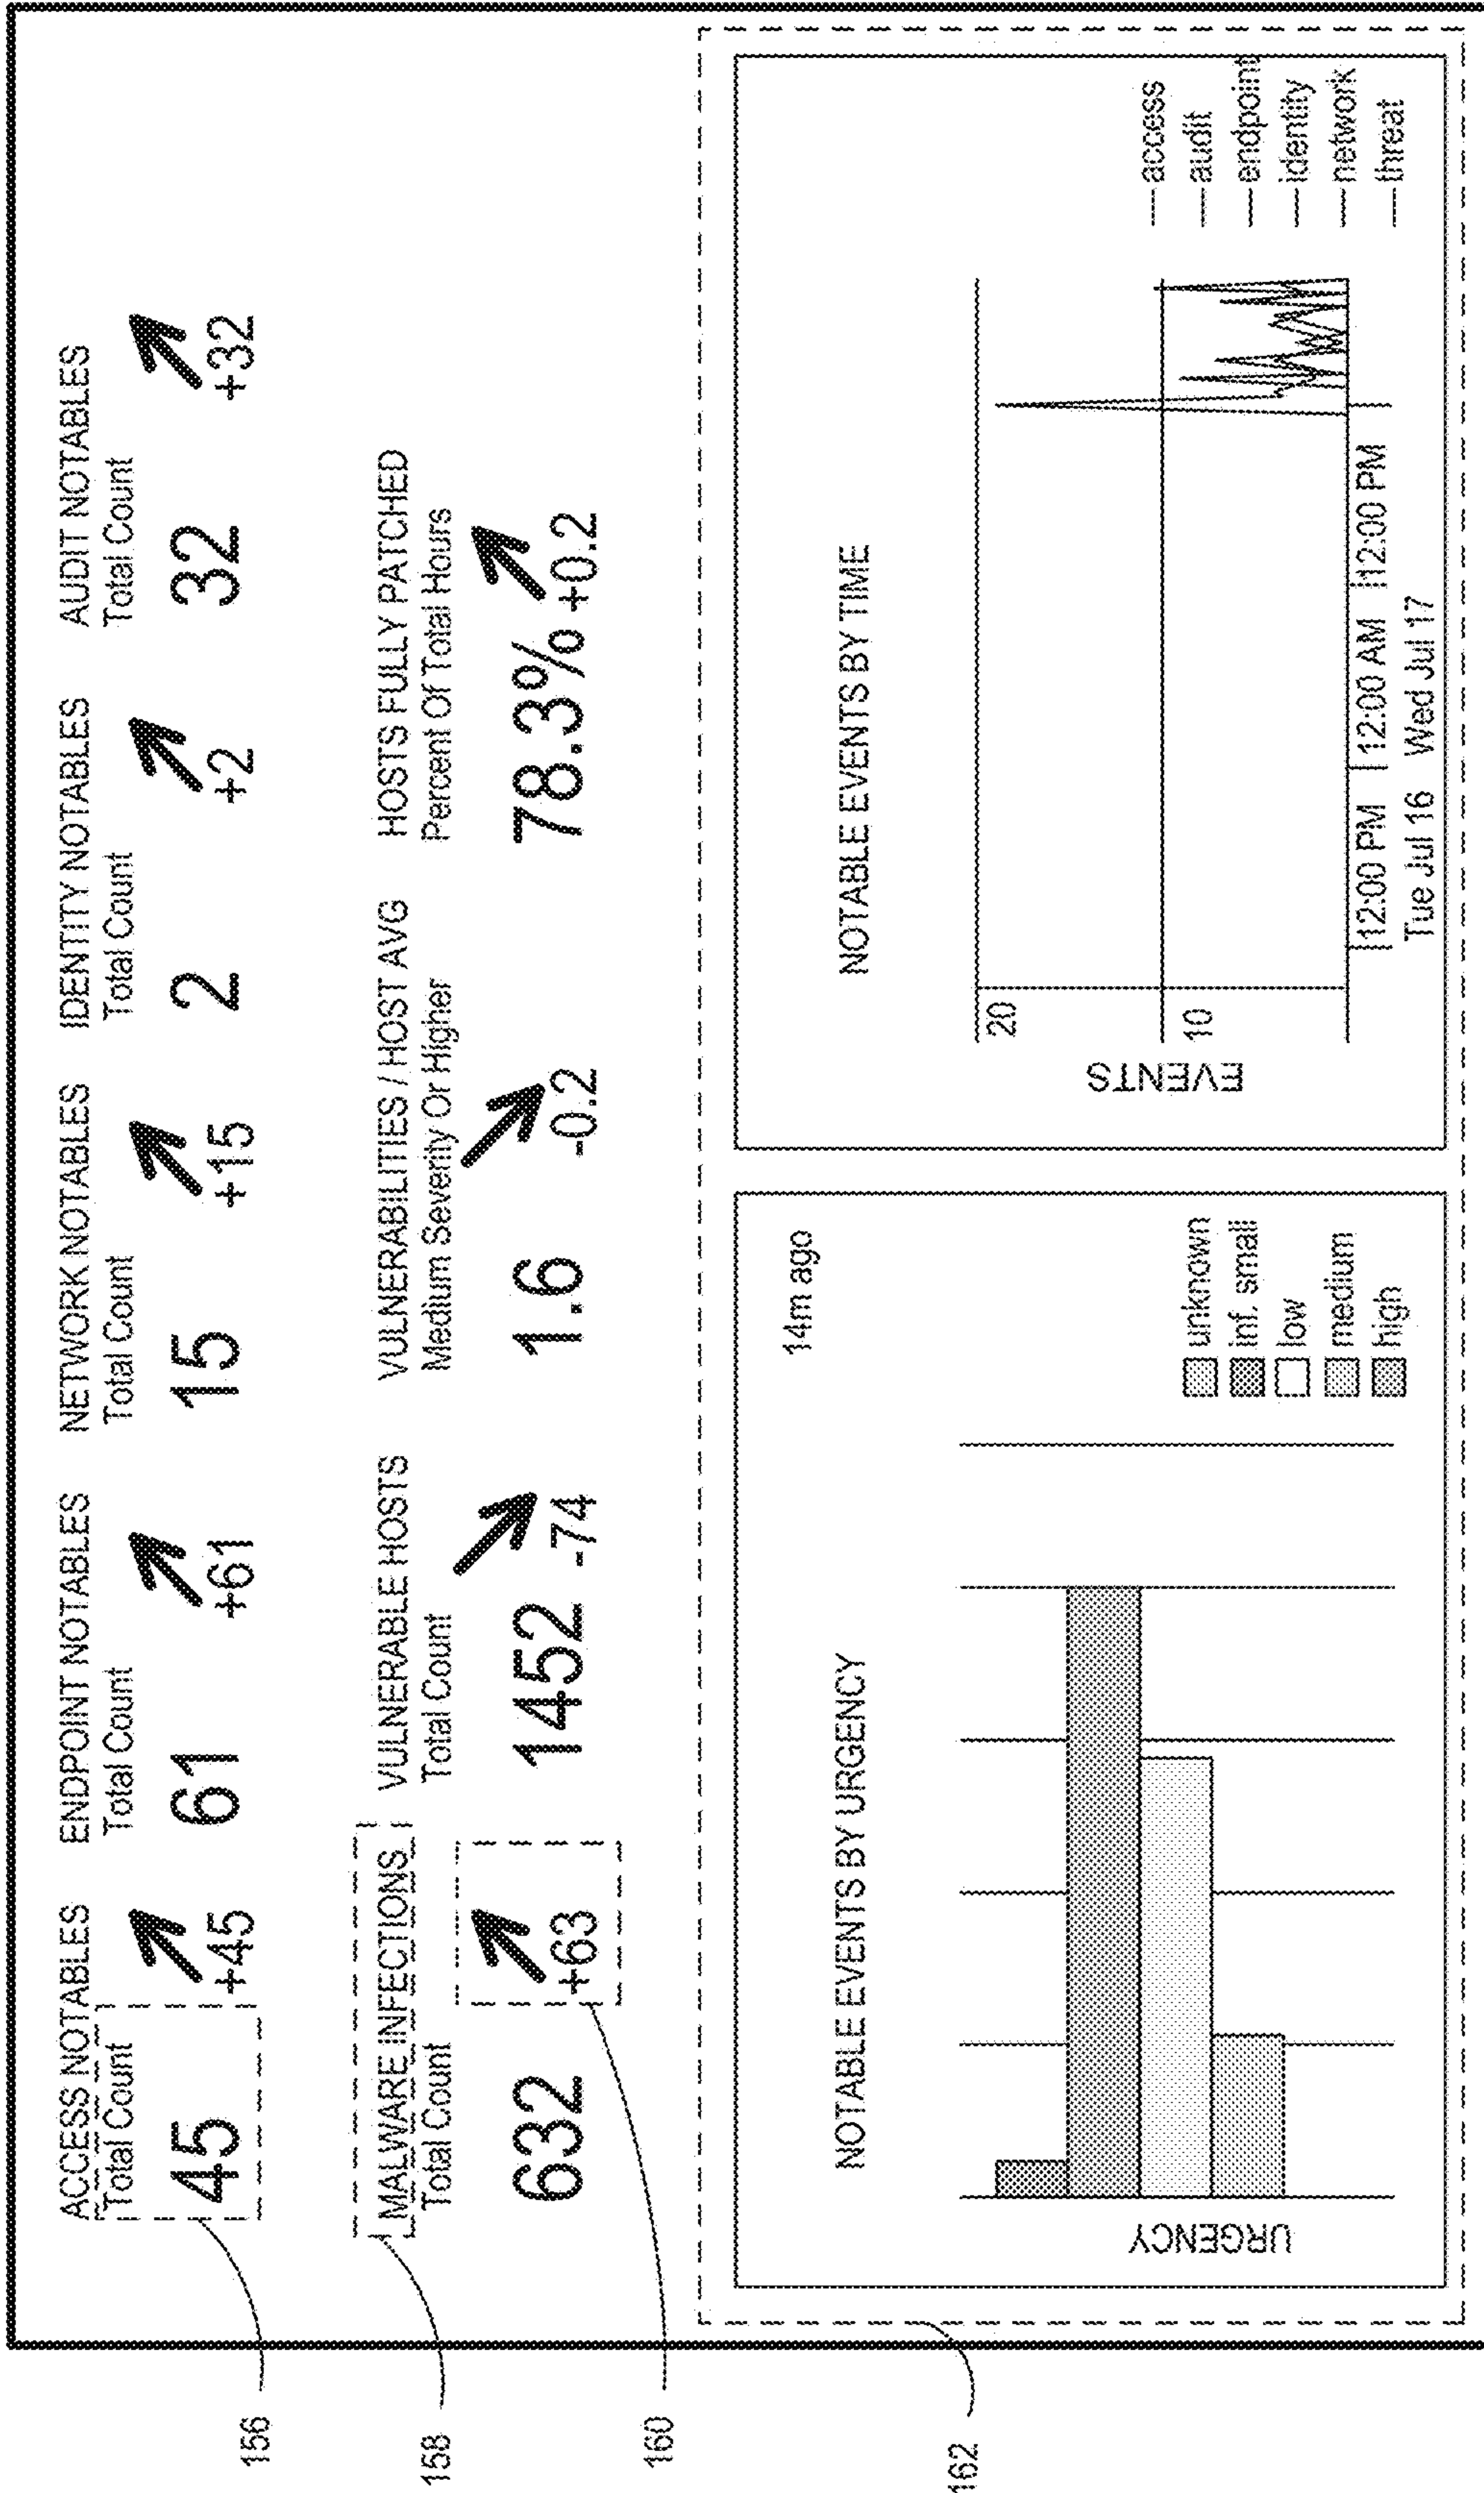 ACCESS NOTABLES
Total Count
45
+45
ENDPOINT NOTABLES
Total Count
61
+61
NETWORK NOTABLES
Total Count
15
+15
IDENTITY NOTABLES
Total Count
2
+2
AUDIT NOTABLES
Total Count
32
+32
MALWARE INFECTIONS
Total Count
632
+63
VULNERABLE HOSTS
Total Count
1452
-74
VULNERABILITIES / HOST AVG
Medium Severity Or Higher
1.6
-0.2
HOSTS FULLY PATCHED
Percent Of Total Hours
78.3%
+0.2
NOTABLE EVENTS BY URGENCY
14m ago
URGENCY
unknown
inf. small
low
medium
high
NOTABLE EVENTS BY TIME
EVENTS
20
10
12:00 PM
Tue Jul 16
12:00 AM
Wed Jul 17
12:00 PM
access
audit
endpoint
identity
network
threat
156
158
160
162